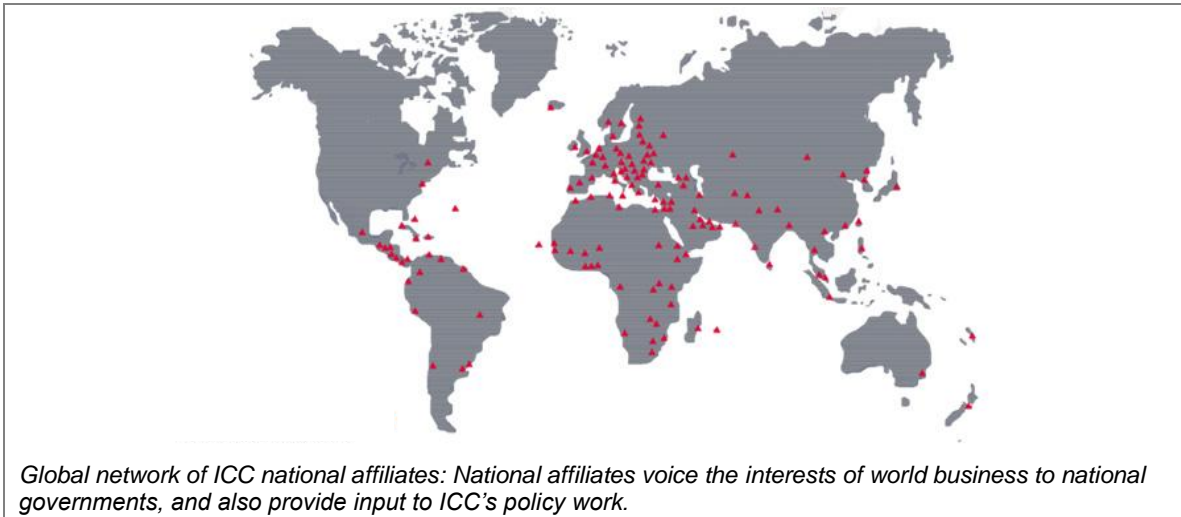 Global network of ICC national affiliates: National affiliates voice the interests of world business to national
governments, and also provide input to ICC's policy work.